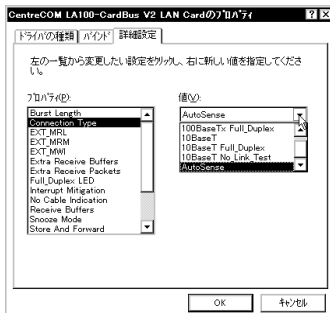 CentreCOM LA100-CardBus V2 LAN Cardのプロパティ
ドライバの種類 バインド 詳細設定
左の一覧から変更したい設定をクリックし、右に新しい値を指定してくださ
い。
プロパティ(P):
値(V):
Burst Length
Connection Type
EXT_MRL
EXT_MRM
EXT_MWI
Extra Receive Buffers
Extra Receive Packets
Full_Duplex LED
Interrupt Mitigation
No Cable Indication
Receive Buffers
Snooze Mode
Store And Forward
AutoSense
100BaseTx Full_Duplex
10BaseT
10BaseT Full_Duplex
10BaseT No_Link_Test
AutoSense
OK
キャンセル